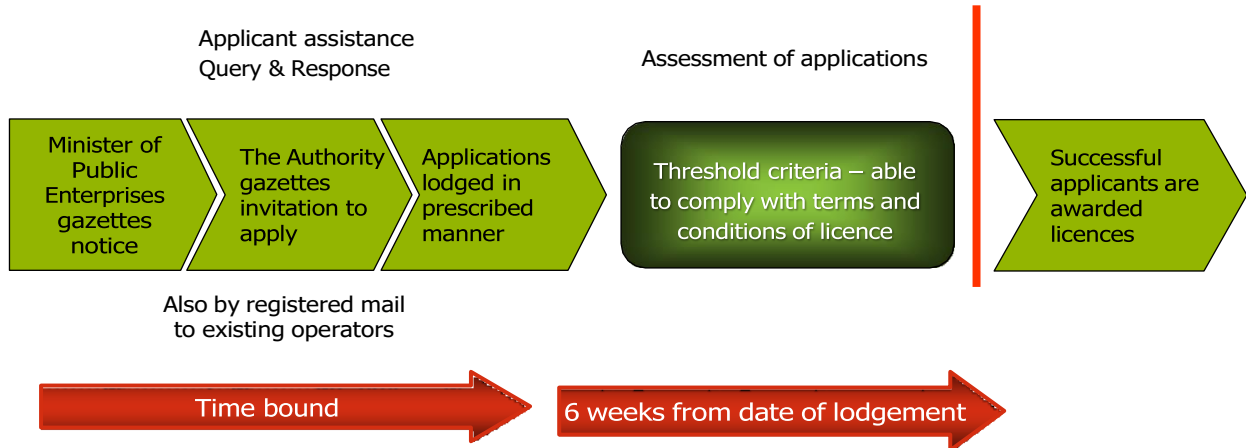 Applicant assistance
Query & Response
Assessment of applications
Minister of
Public
Enterprises
gazettes
notice
The Authority
gazettes
invitation to
apply
Applications
lodged in
prescribed
manner
Threshold criteria – able
to comply with terms and
conditions of licence
Successful
applicants are
awarded
licences
Also by registered mail
to existing operators
Time bound
6 weeks from date of lodgement